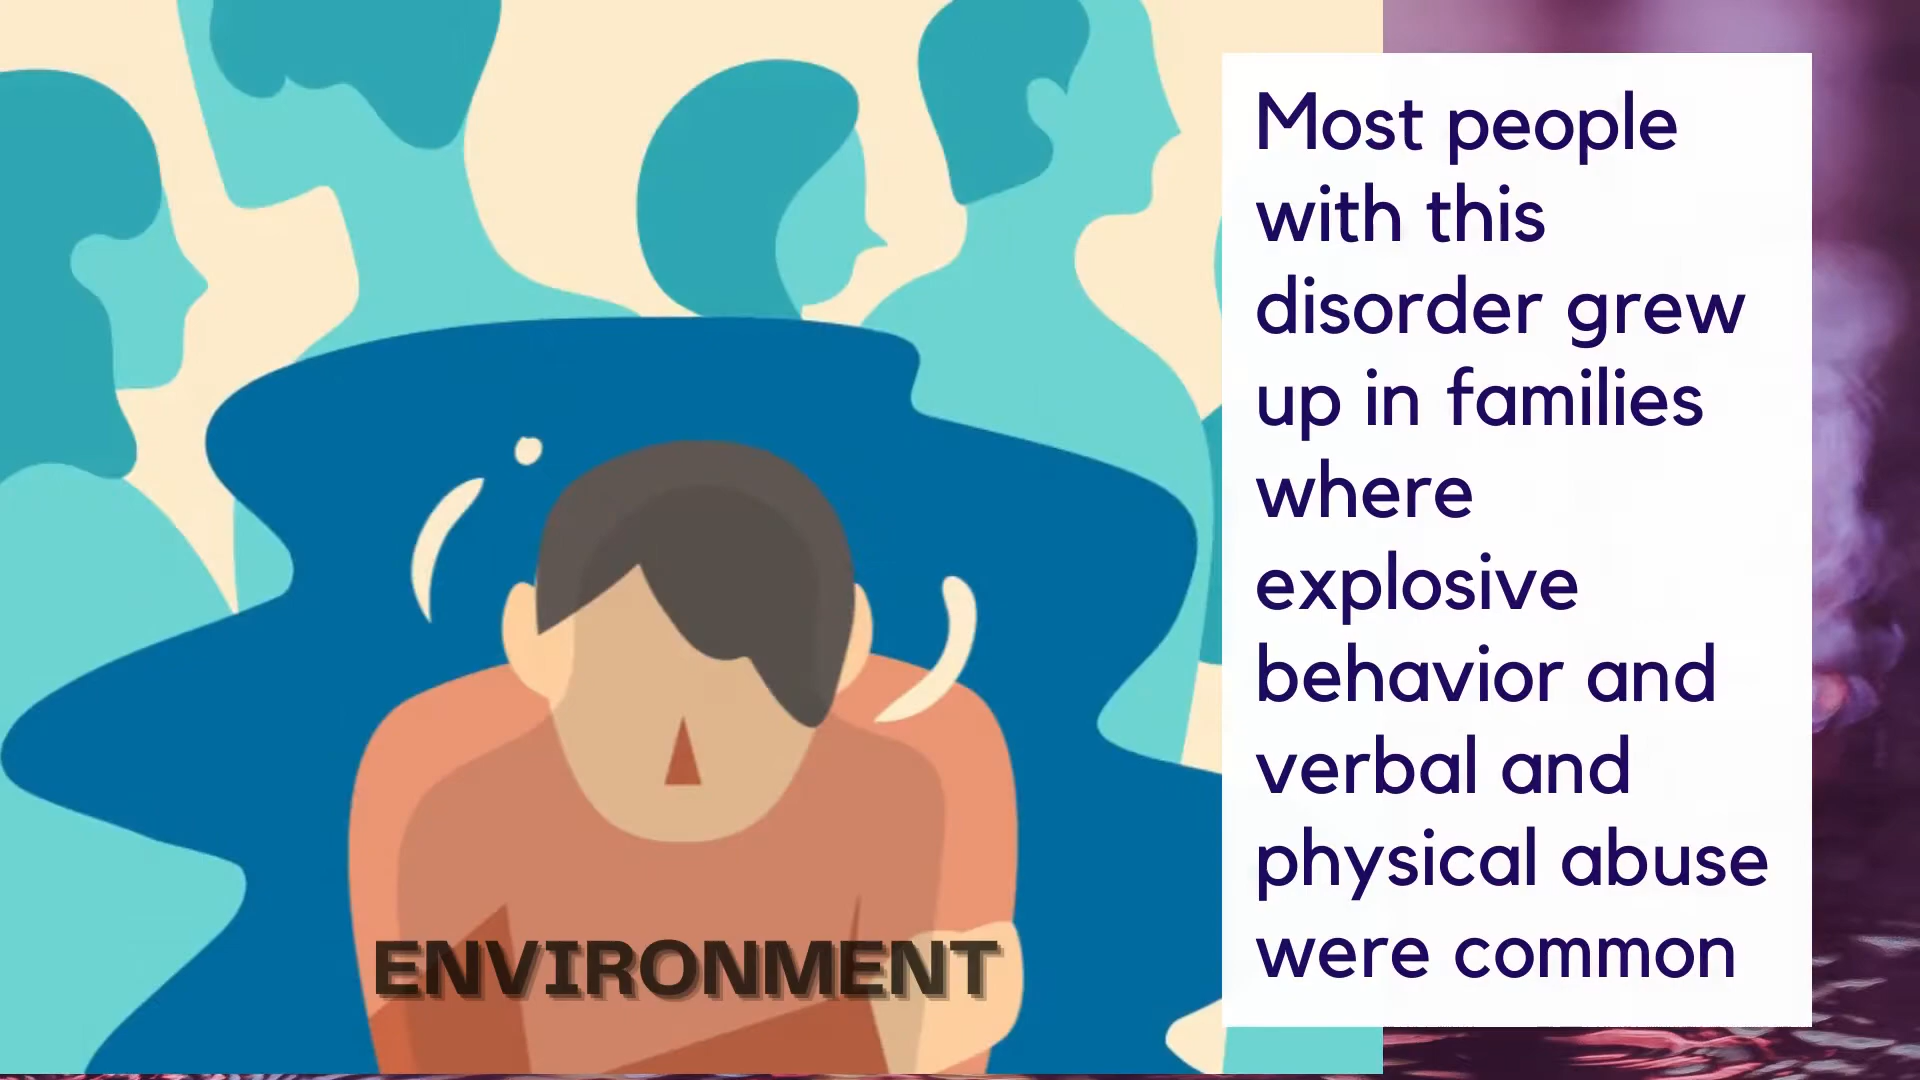 Most people
with this
disorder grew
up in families
where
explosive
behavior and
verbal and
physical abuse
were common
ENVIRONMENT